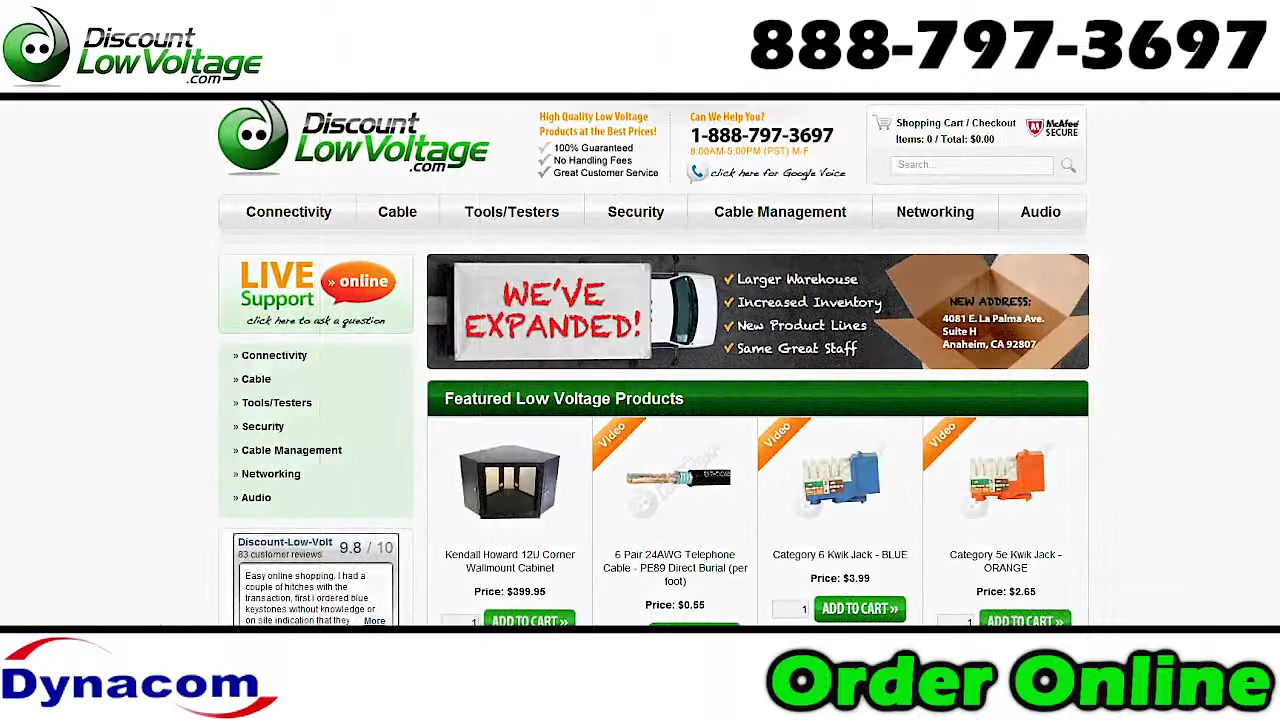 Discount
LowVoltage
.com
888-797-3697
Discount
LowVoltage
.com
High Quality Low Voltage
Products at the Best Prices!
100% Guaranteed
No Handling Fees
Great Customer Service
Can We Help You?
1-888-797-3697
8:00AM-5:00PM (PST) M-F
click here for Google Voice
Shopping Cart / Checkout
Items: 0 / Total: $0.00
McAfee
SECURE
Search...
Connectivity
Cable
Tools/Testers
Security
Cable Management
Networking
Audio
LIVE
Support
» online
click here to ask a question
» Connectivity
» Cable
» Tools/Testers
» Security
» Cable Management
» Networking
» Audio
WE'VE
EXPANDED!
Larger Warehouse
Increased Inventory
New Product Lines
Same Great Staff
NEW ADDRESS:
4081 E. La Palma Ave.
Suite H
Anaheim, CA 92807
Featured Low Voltage Products
Kendall Howard 12U Corner
Wallmount Cabinet
Price: $399.95
1
ADD TO CART »
Video
6 Pair 24AWG Telephone
Cable - PE89 Direct Burial (per
foot)
Price: $0.55
Video
Category 6 Kwik Jack - BLUE
Price: $3.99
1
ADD TO CART »
Video
Category 5e Kwik Jack -
ORANGE
Price: $2.65
1
ADD TO CART »
Discount-Low-Volt
83 customer reviews
9.8 / 10
Easy online shopping. I had a
couple of hitches with the
transaction, first i ordered blue
keystones without knowledge or
on site indication that they
More
Dynacom
Order Online